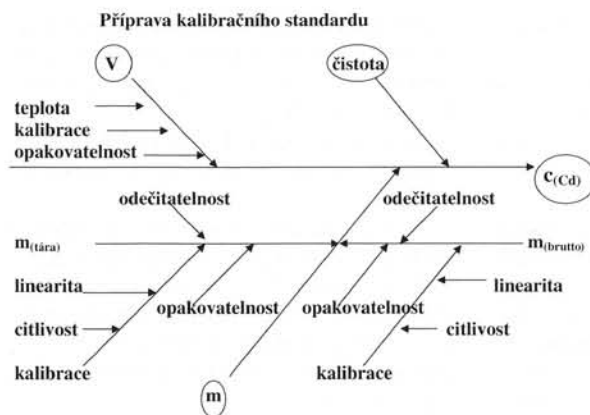 Příprava kalibračního standardu
V
čistota
teplota
kalibrace
opakovatelnost
c(Cd)
odečitatelnost
odečitatelnost
m(tára)
m(brutto)
linearita
linearita
opakovatelnost
opakovatelnost
citlivost
citlivost
kalibrace
kalibrace
m